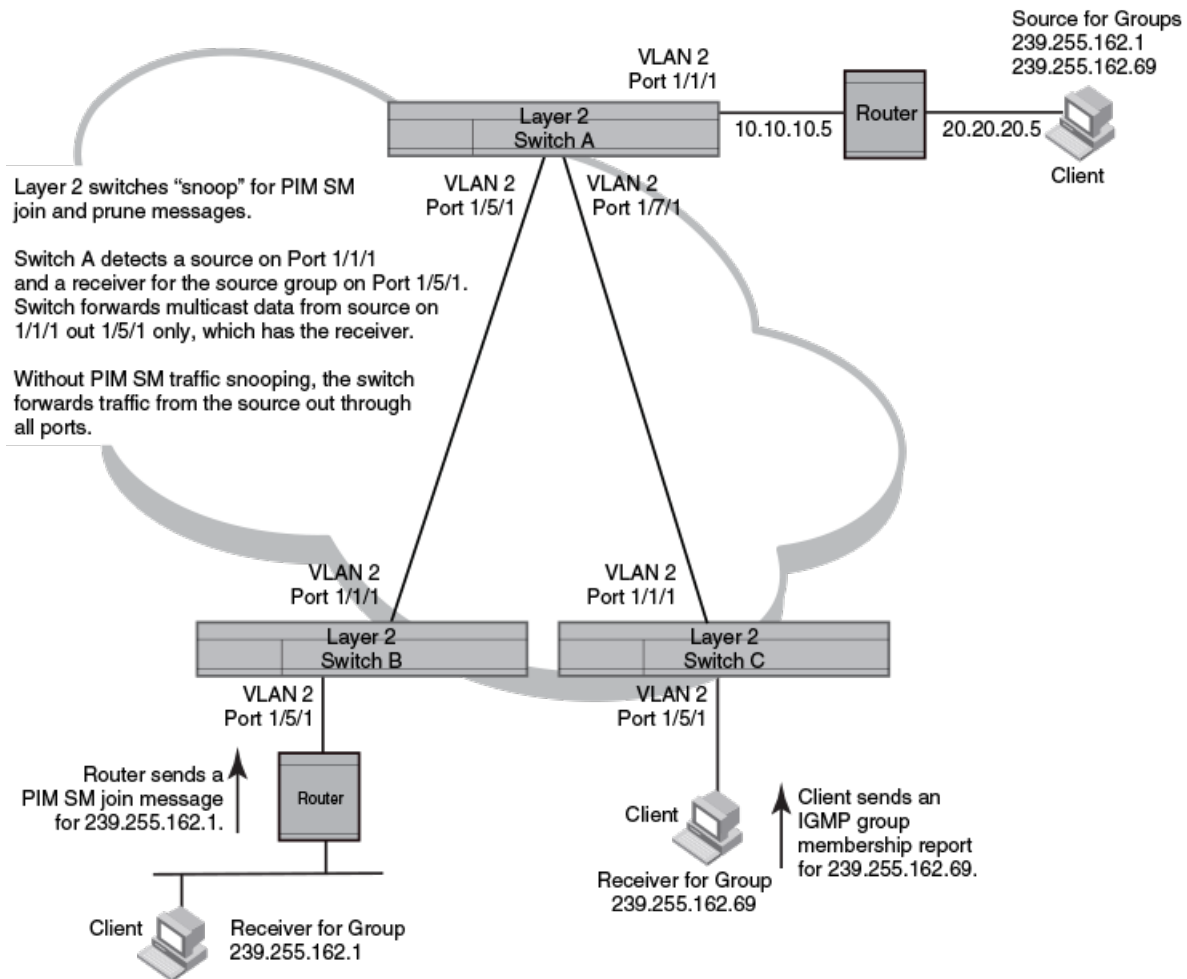 Source for Groups
239.255.162.1
239.255.162.69
VLAN 2
Port 1/1/1
Layer 2
Switch A
10.10.10.5
Router
20.20.20.5
Client
VLAN 2
Port 1/5/1
VLAN 2
Port 1/7/1
Layer 2 switches “snoop” for PIM SM
join and prune messages.
Switch A detects a source on Port 1/1/1
and a receiver for the source group on Port 1/5/1.
Switch forwards multicast data from source on
1/1/1 out 1/5/1 only, which has the receiver.
Without PIM SM traffic snooping, the switch
forwards traffic from the source out through
all ports.
VLAN 2
Port 1/1/1
VLAN 2
Port 1/1/1
Layer 2
Switch B
Layer 2
Switch C
VLAN 2
Port 1/5/1
VLAN 2
Port 1/5/1
Router sends a
PIM SM join message
for 239.255.162.1.
Router
Client
Client sends an
IGMP group
membership report
for 239.255.162.69.
Receiver for Group
239.255.162.69
Client
Receiver for Group
239.255.162.1